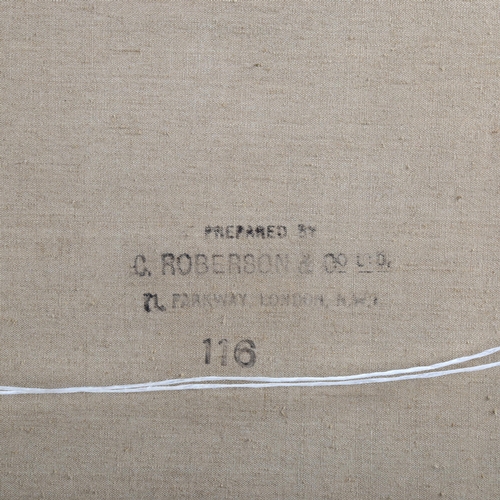 PREPARED BY
C. ROBERSON & CO LTD.
71, PARKWAY, LONDON, N.W.1.
116